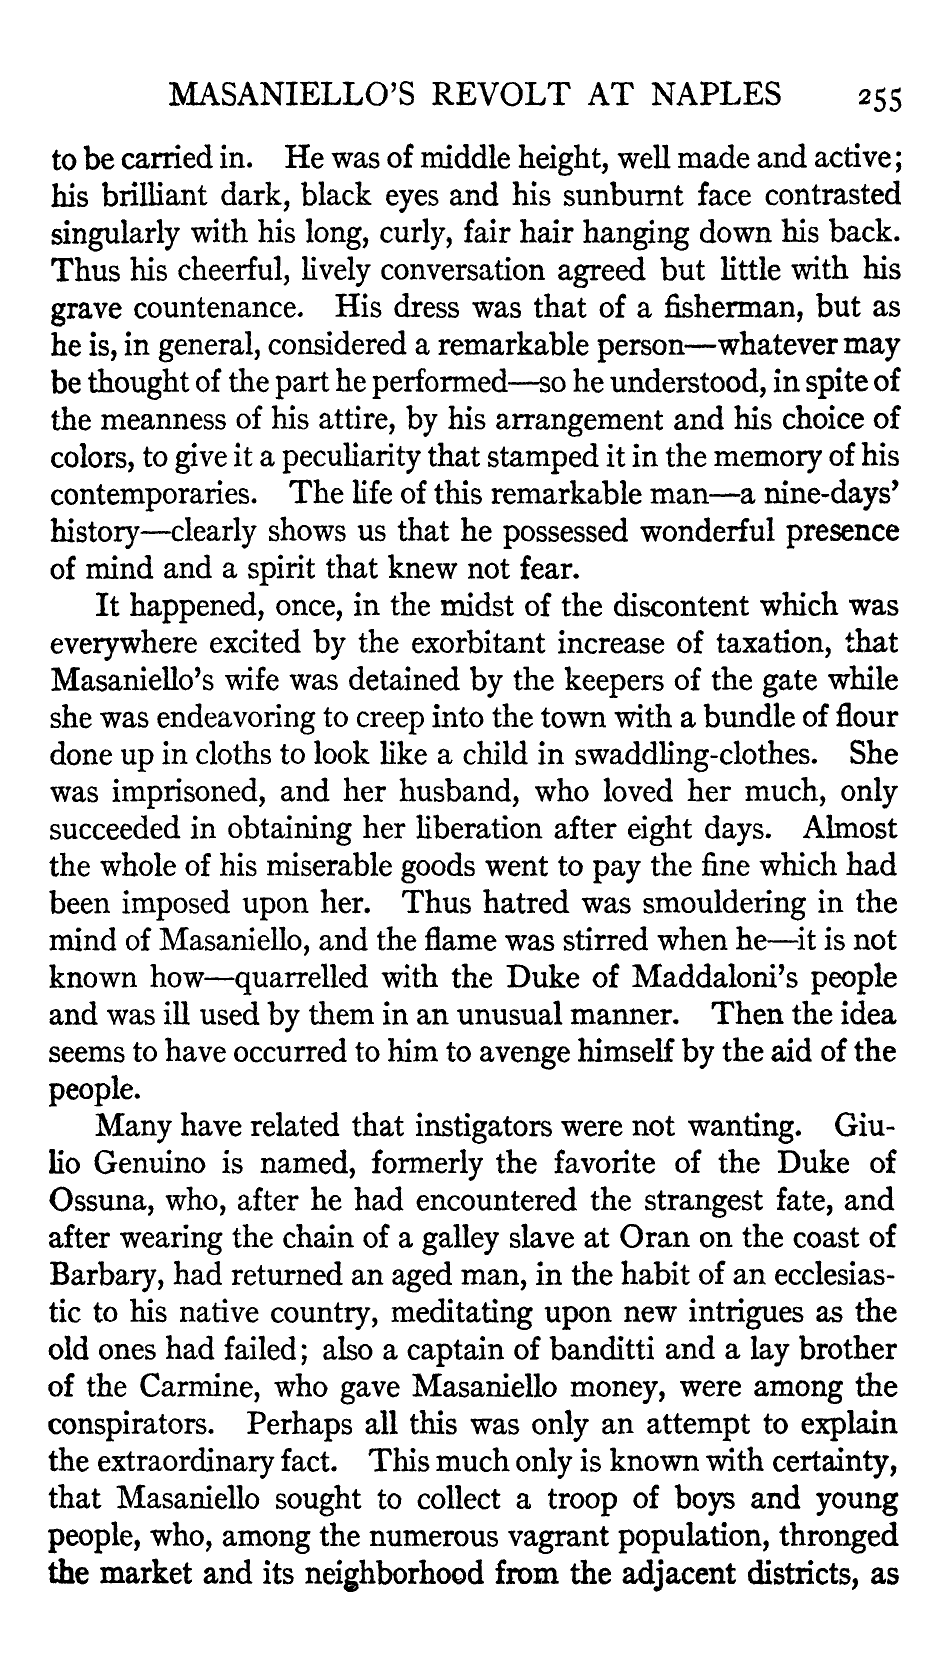 MASANIELLO'S REVOLT AT NAPLES 255
to be carried in. He was of middle height, well made and active;
his brilliant dark, black eyes and his sunburnt face contrasted
singularly with his long, curly, fair hair hanging down his back.
Thus his cheerful, lively conversation agreed but little with his
grave countenance. His dress was that of a fisherman, but as
he is, in general, considered a remarkable person—whatever may
be thought of the part he performed—so he understood, in spite of
the meanness of his attire, by his arrangement and his choice of
colors, to give it a peculiarity that stamped it in the memory of his
contemporaries. The life of this remarkable man—a nine-days'
history—clearly shows us that he possessed wonderful presence
of mind and a spirit that knew not fear.
It happened, once, in the midst of the discontent which was
everywhere excited by the exorbitant increase of taxation, that
Masaniello's wife was detained by the keepers of the gate while
she was endeavoring to creep into the town with a bundle of flour
done up in cloths to look like a child in swaddling-clothes. She
was imprisoned, and her husband, who loved her much, only
succeeded in obtaining her liberation after eight days. Almost
the whole of his miserable goods went to pay the fine which had
been imposed upon her. Thus hatred was smouldering in the
mind of Masaniello, and the flame was stirred when he—it is not
known how—quarrelled with the Duke of Maddaloni's people
and was ill used by them in an unusual manner. Then the idea
seems to have occurred to him to avenge himself by the aid of the
people.
Many have related that instigators were not wanting. Giu-
lio Genuino is named, formerly the favorite of the Duke of
Ossuna, who, after he had encountered the strangest fate, and
after wearing the chain of a galley slave at Oran on the coast of
Barbary, had returned an aged man, in the habit of an ecclesias-
tic to his native country, meditating upon new intrigues as the
old ones had failed; also a captain of banditti and a lay brother
of the Carmine, who gave Masaniello money, were among the
conspirators. Perhaps all this was only an attempt to explain
the extraordinary fact. This much only is known with certainty,
that Masaniello sought to collect a troop of boys and young
people, who, among the numerous vagrant population, thronged
the market and its neighborhood from the adjacent districts, as